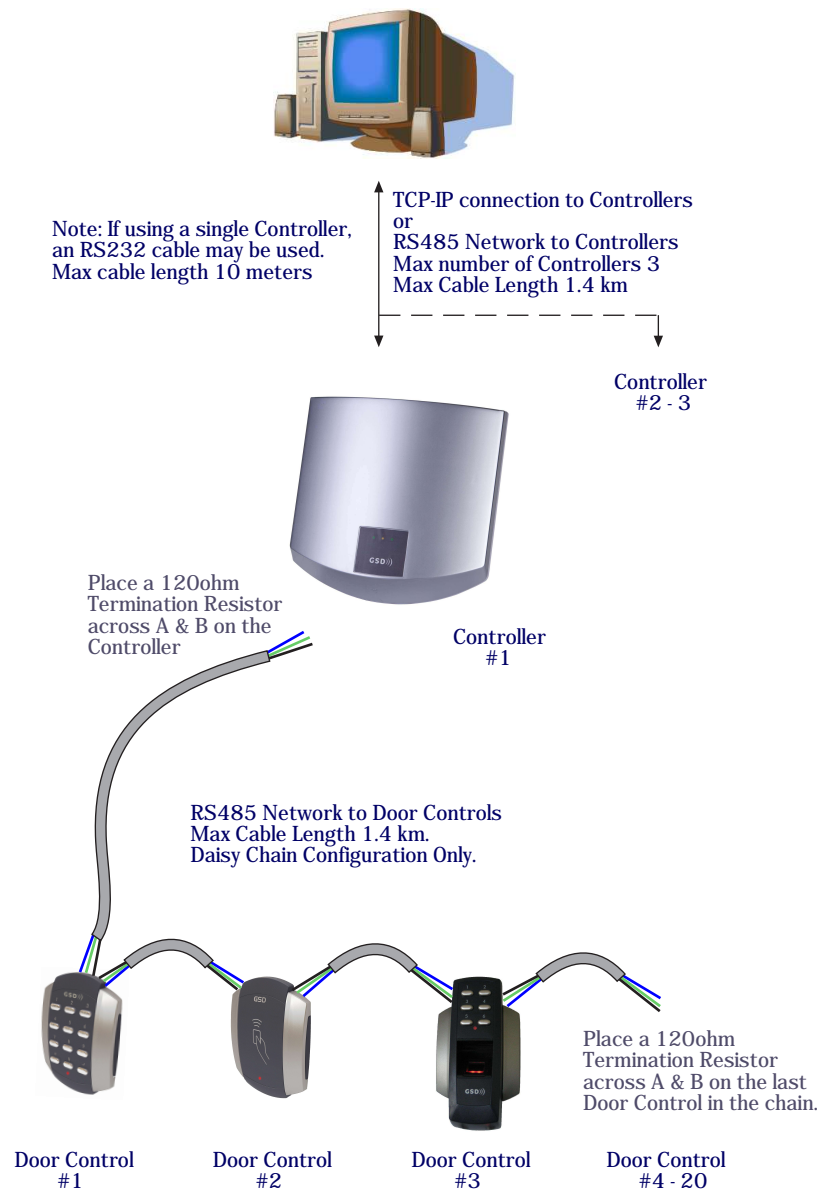 Note: If using a single Controller,
an RS232 cable may be used.
Max cable length 10 meters
TCP-IP connection to Controllers
or
RS485 Network to Controllers
Max number of Controllers 3
Max Cable Length 1.4 km
Controller
#2 - 3
GSD
Place a 120ohm
Termination Resistor
across A & B on the
Controller
Controller
#1
RS485 Network to Door Controls
Max Cable Length 1.4 km.
Daisy Chain Configuration Only.
GSD
GSD
GSD
Place a 120ohm
Termination Resistor
across A & B on the last
Door Control in the chain.
Door Control
#1
Door Control
#2
Door Control
#3
Door Control
#4 - 20